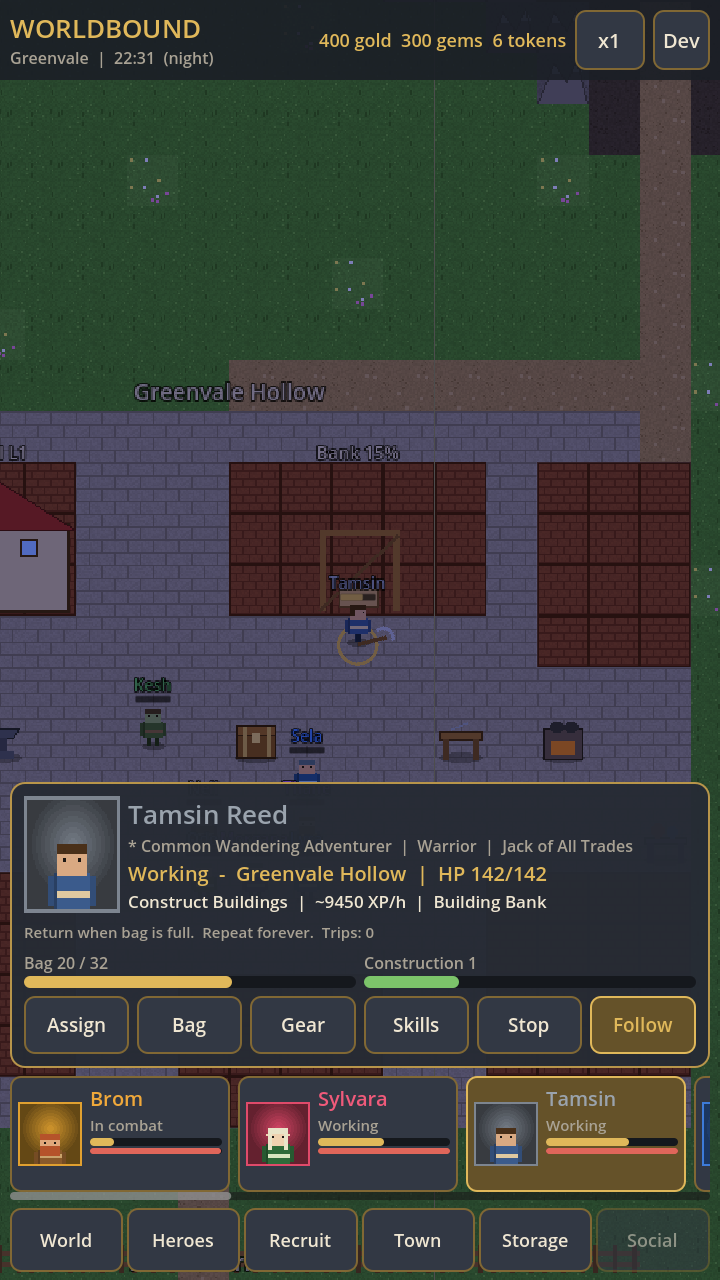 WORLDBOUND
Greenvale | 22:31 (night)
400 gold 300 gems 6 tokens
x1
Dev
Greenvale Hollow
L1
Bank 15%
Tamsin
Kesh
Sela
Tamsin Reed
* Common Wandering Adventurer | Warrior | Jack of All Trades
Working - Greenvale Hollow | HP 142/142
Construct Buildings | ~9450 XP/h | Building Bank
Return when bag is full. Repeat forever. Trips: 0
Bag 20 / 32
Construction 1
Assign
Bag
Gear
Skills
Stop
Follow
Brom
In combat
Sylvara
Working
Tamsin
Working
World
Heroes
Recruit
Town
Storage
Social